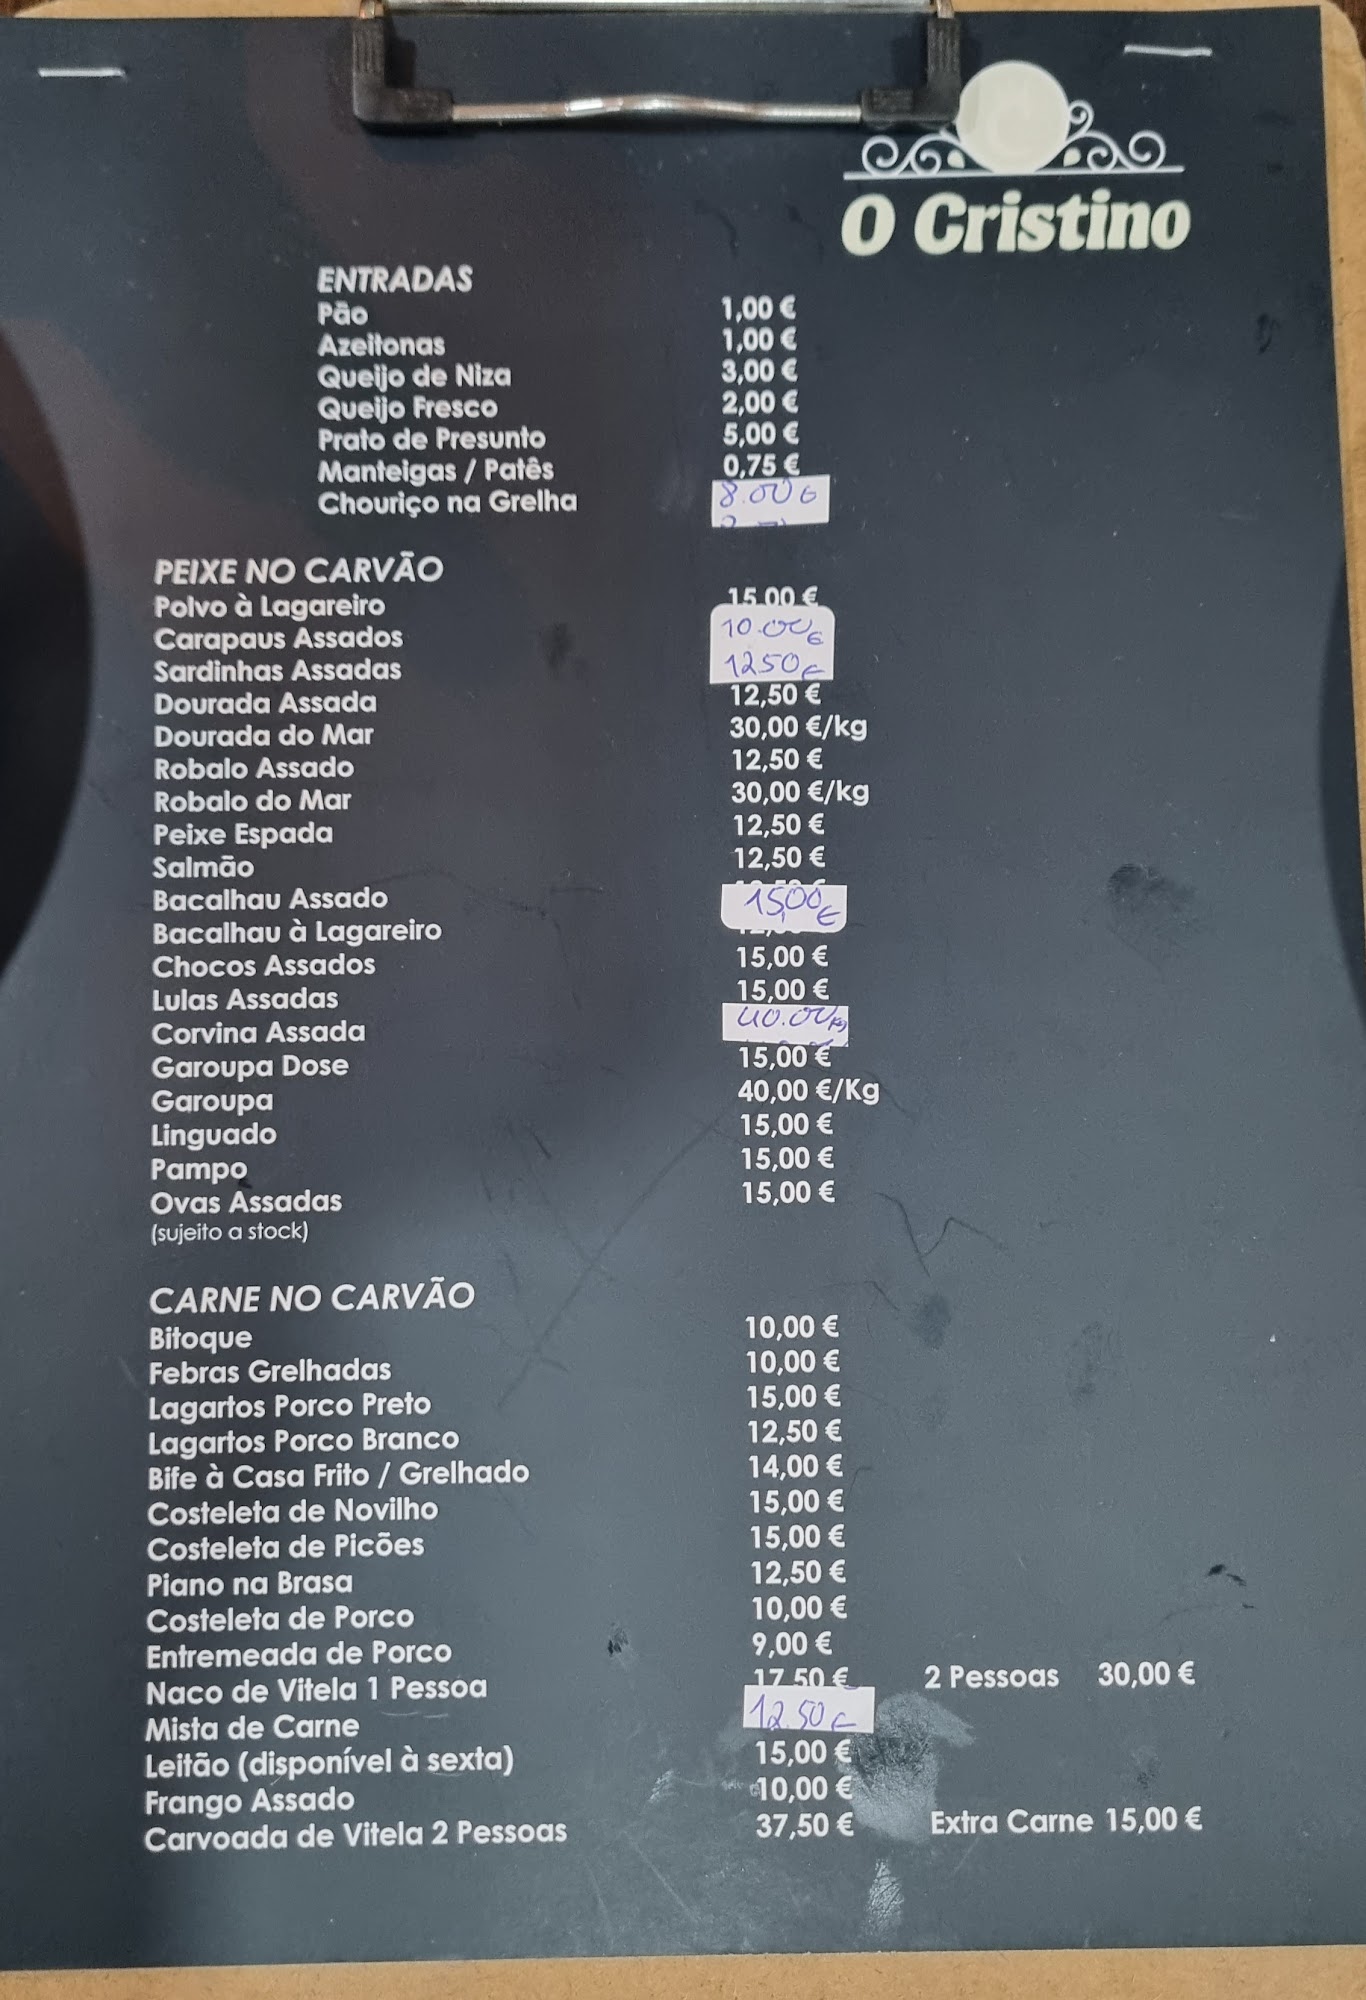 O Cristino
ENTRADAS
Pão 1,00 €
Azeitonas 1,00 €
Queijo de Niza 3,00 €
Queijo Fresco 2,00 €
Prato de Presunto 5,00 €
Manteigas / Patês 0,75 €
Chouriço na Grelha 8.00 €
PEIXE NO CARVÃO
Polvo à Lagareiro 15,00 €
Carapaus Assados 10.00 €
Sardinhas Assadas 12.50 €
Dourada Assada 12,50 €
Dourada do Mar 30,00 €/kg
Robalo Assado 12,50 €
Robalo do Mar 30,00 €/kg
Peixe Espada 12,50 €
Salmão 12,50 €
Bacalhau Assado 15,00 €
Bacalhau à Lagareiro
Chocos Assados 15,00 €
Lulas Assadas 15,00 €
Corvina Assada 40.00 kg
Garoupa Dose 15,00 €
Garoupa 40,00 €/Kg
Linguado 15,00 €
Pampo 15,00 €
Ovas Assadas 15,00 €
(sujeito a stock)
CARNE NO CARVÃO
Bitoque 10,00 €
Febras Grelhadas 10,00 €
Lagartos Porco Preto 15,00 €
Lagartos Porco Branco 12,50 €
Bife à Casa Frito / Grelhado 14,00 €
Costeleta de Novilho 15,00 €
Costeleta de Picões 15,00 €
Piano na Brasa 12,50 €
Costeleta de Porco 10,00 €
Entremeada de Porco 9,00 €
Naco de Vitela 1 Pessoa 17,50 € 2 Pessoas 30,00 €
Mista de Carne 12.50 €
Leitão (disponível à sexta) 15,00 €
Frango Assado 10,00 €
Carvoada de Vitela 2 Pessoas 37,50 € Extra Carne 15,00 €